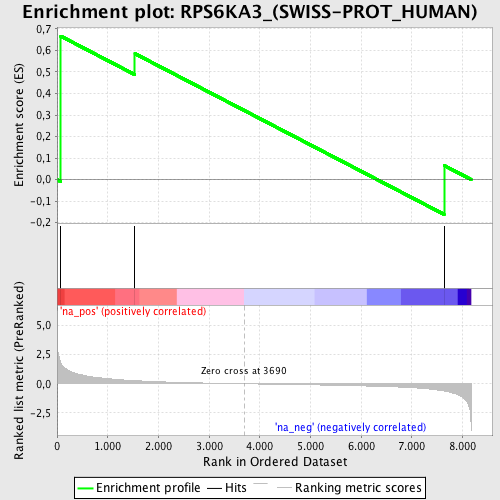 Enrichment plot: RPS6KA3_(SWISS-PROT_HUMAN)
Enrichment score (ES)
0,7
0,6
0,5
0,4
0,3
0,2
0,1
0,0
-0,1
-0,2
'na_pos' (positively correlated)
Ranked list metric (PreRanked)
5,0
2,5
0,0
-2,5
Zero cross at 3690
'na_neg' (negatively correlated)
0 1.000 2.000 3.000 4.000 5.000 6.000 7.000 8.000
Rank in Ordered Dataset
Enrichment profile Hits Ranking metric scores